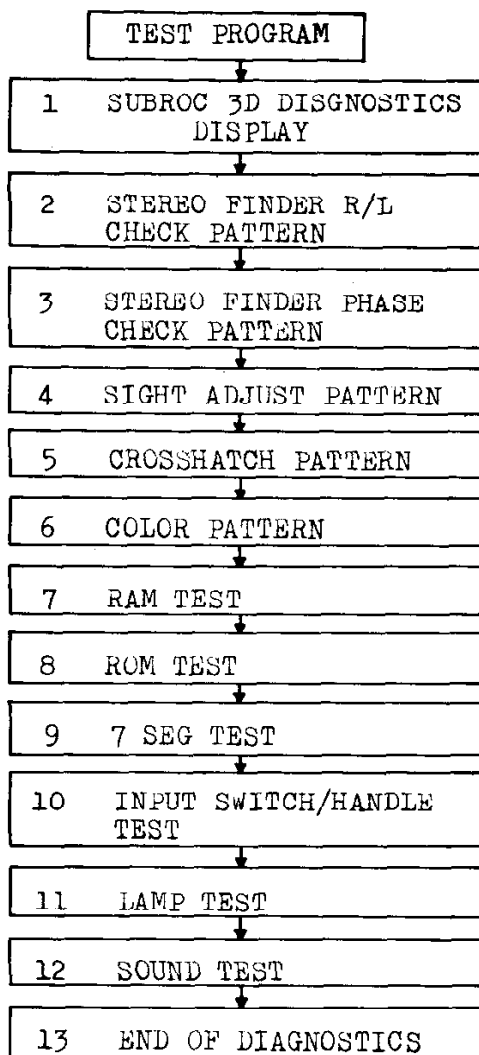 TEST PROGRAM
1 SUBROC 3D DISGNOSTICS
DISPLAY
2 STEREO FINDER R/L
CHECK PATTERN
3 STEREO FINDER PHASE
CHECK PATTERN
4 SIGHT ADJUST PATTERN
5 CROSSHATCH PATTERN
6 COLOR PATTERN
7 RAM TEST
8 ROM TEST
9 7 SEG TEST
10 INPUT SWITCH/HANDLE
TEST
11 LAMP TEST
12 SOUND TEST
13 END OF DIAGNOSTICS